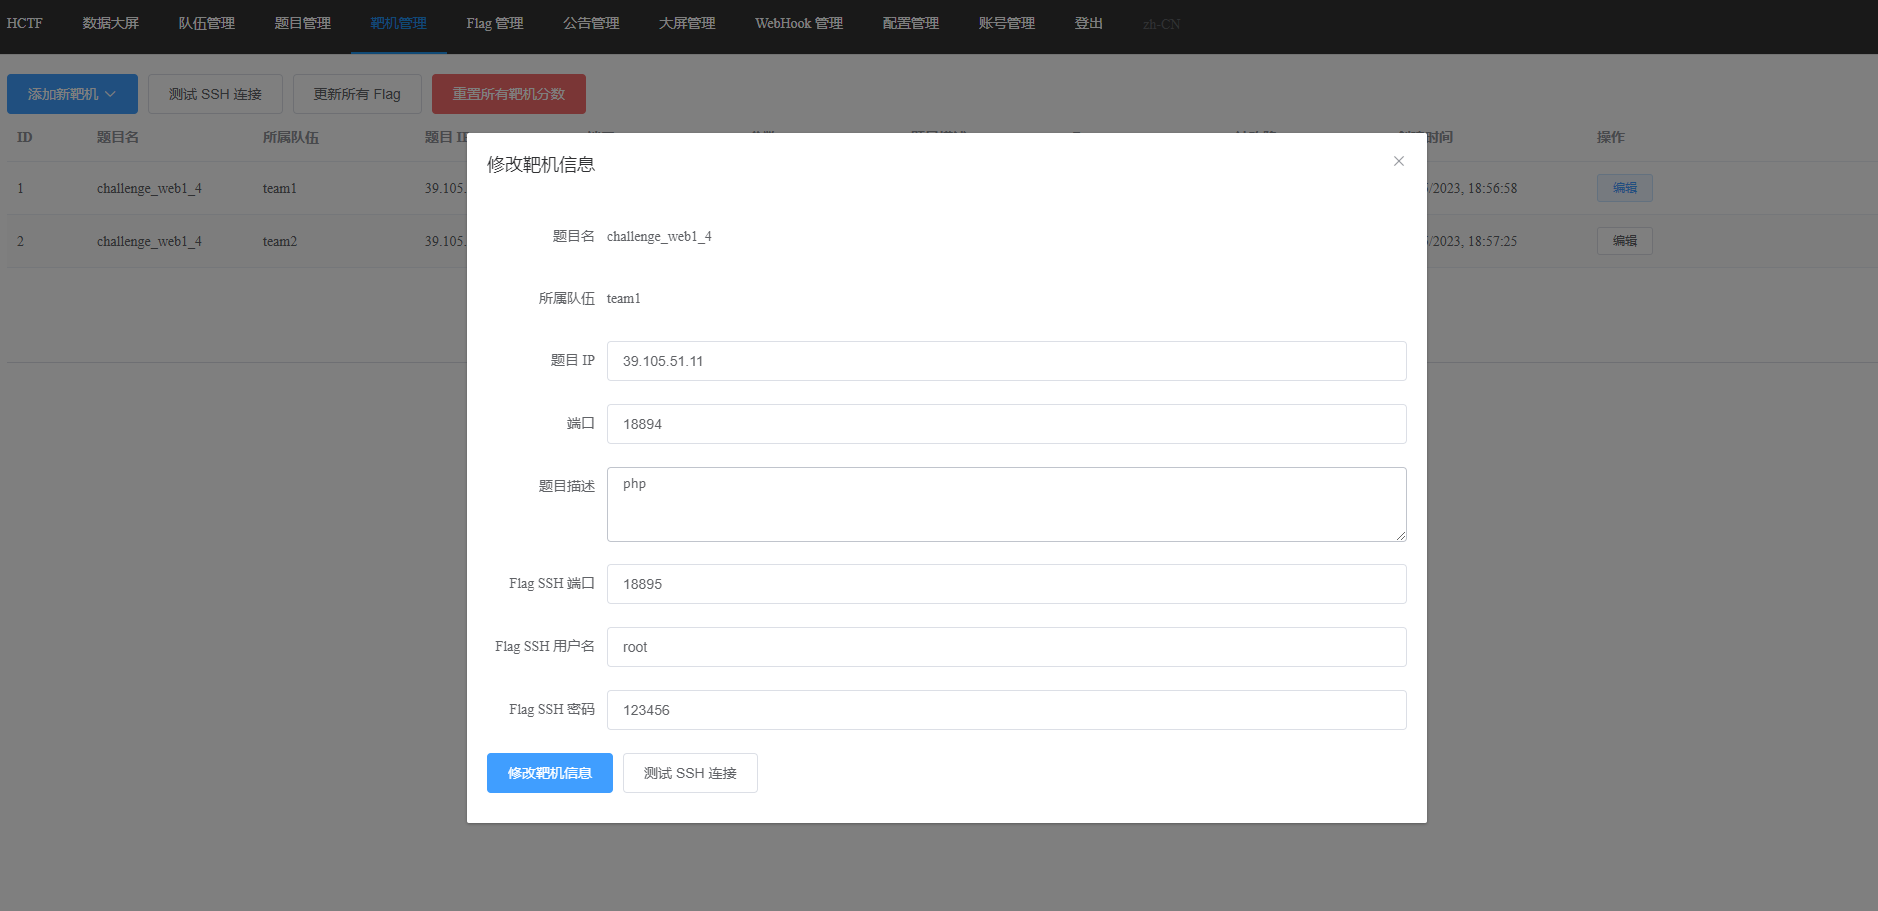 HCTF 数据大屏 队伍管理 题目管理 靶机管理 Flag 管理 公告管理 大屏管理 WebHook 管理 配置管理 账号管理 登出 zh-CN
添加新靶机 测试 SSH 连接 更新所有 Flag 重置所有靶机分数
ID 题目名 所属队伍 题目 IP 时间 操作
1 challenge_web1_4 team1 39.105. /2023, 18:56:58 编辑
2 challenge_web1_4 team2 39.105. /2023, 18:57:25 编辑
修改靶机信息
题目名 challenge_web1_4
所属队伍 team1
题目 IP 39.105.51.11
端口 18894
题目描述 php
Flag SSH 端口 18895
Flag SSH 用户名 root
Flag SSH 密码 123456
修改靶机信息 测试 SSH 连接